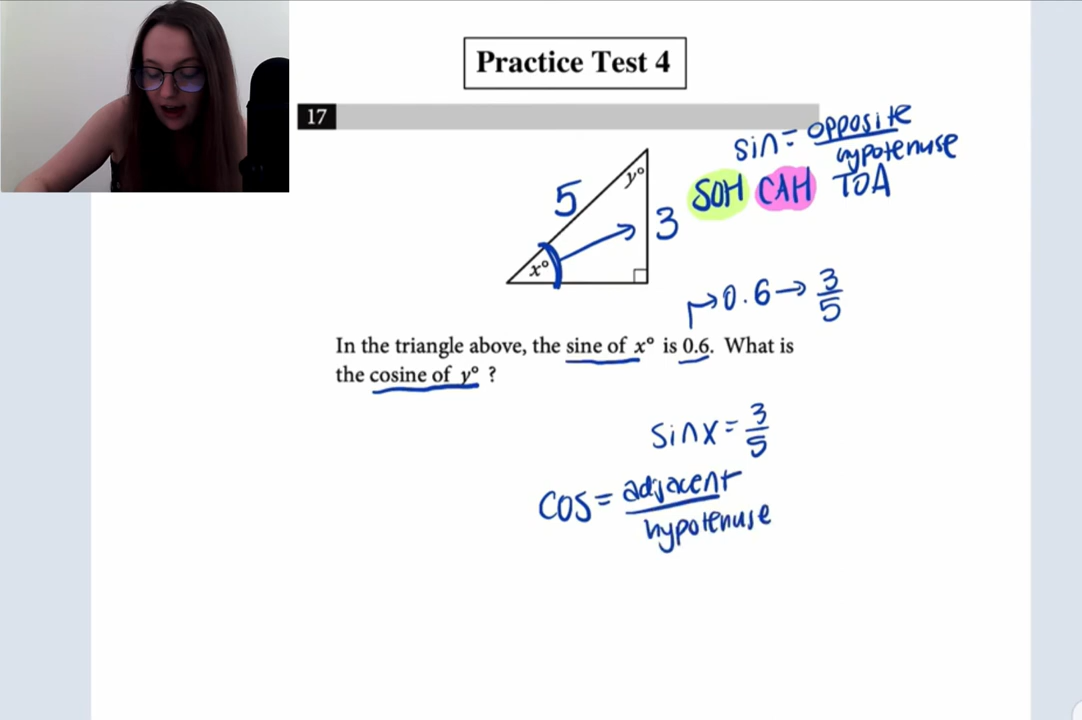 Practice Test 4
17
sin = opposite
hypotenuse
SOH CAH TOA
5
y°
3
x°
0.6 → 3
5
In the triangle above, the sine of x° is 0.6. What is
the cosine of y° ?
sinx = 3
5
cos = adjacent
hypotenuse